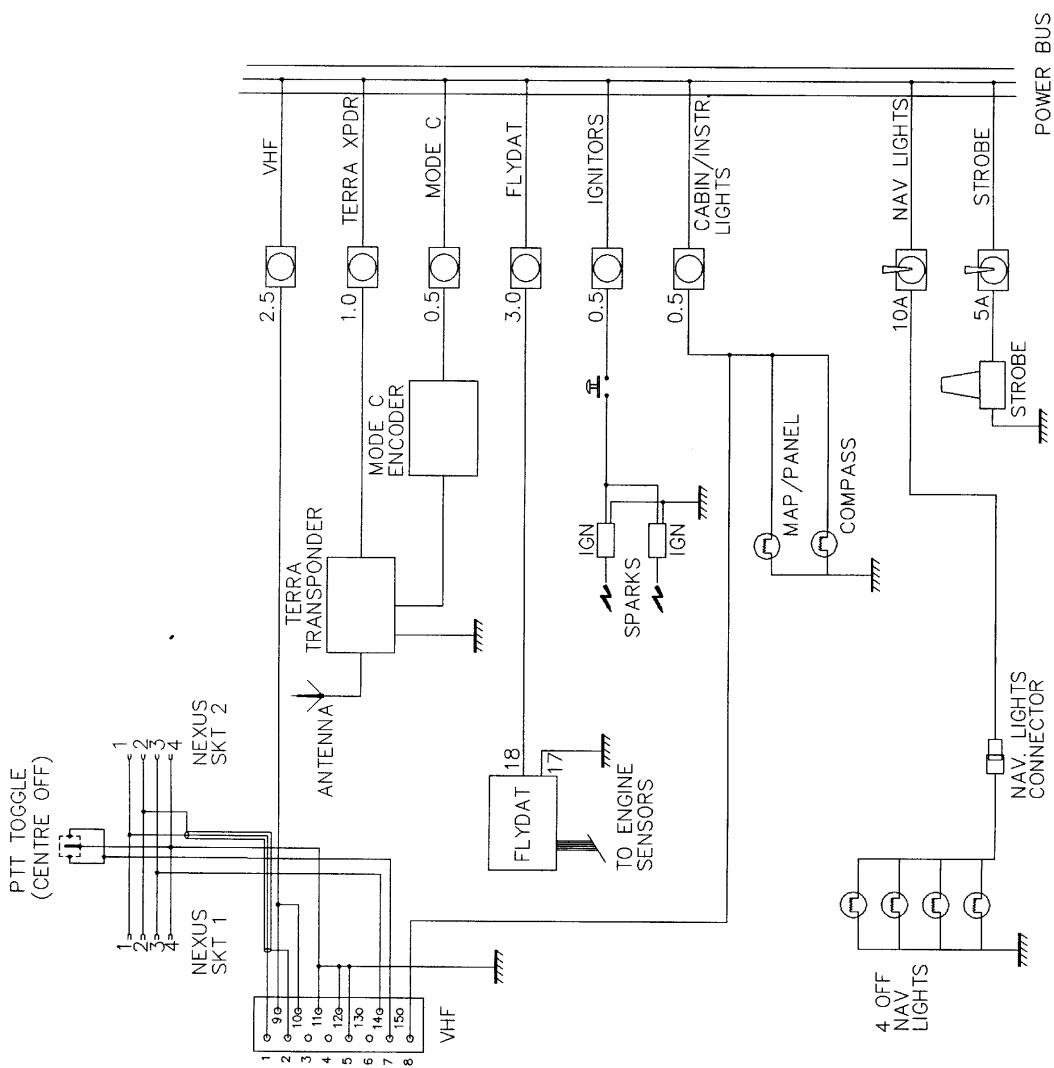 PTT TOGGLE
(CENTRE OFF)
1
2
3
4
NEXUS
SKT 1
1
2
3
4
NEXUS
SKT 2
VHF
1
2
3
4
5
6
7
8
9
10
11
12
13
14
15
VHF
2.5
TERRA XPDR
1.0
MODE C
0.5
FLYDAT
3.0
IGNITORS
0.5
CABIN/INSTR.
LIGHTS
0.5
NAV LIGHTS
10A
STROBE
5A
POWER BUS
ANTENNA
TERRA
TRANSPONDER
MODE C
ENCODER
FLYDAT
18
17
TO ENGINE
SENSORS
IGN
IGN
SPARKS
MAP/PANEL
COMPASS
STROBE
NAV. LIGHTS
CONNECTOR
4 OFF
NAV
LIGHTS